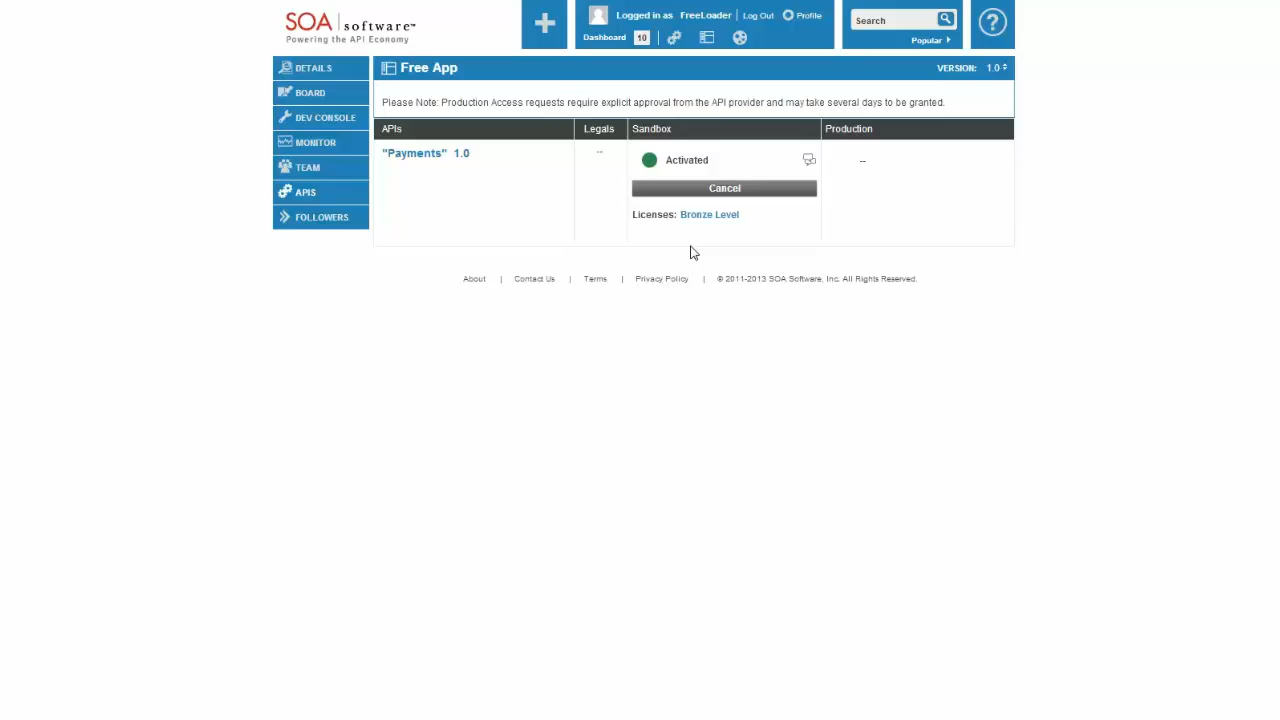 SOA software™
Powering the API Economy
Logged in as FreeLoader Log Out Profile
Dashboard 10
Search
Popular
?
DETAILS
BOARD
DEV CONSOLE
MONITOR
TEAM
APIS
FOLLOWERS
Free App
VERSION: 1.0
Please Note: Production Access requests require explicit approval from the API provider and may take several days to be granted.
APIs Legals Sandbox Production
"Payments" 1.0 -- Activated --
Cancel
Licenses: Bronze Level
About | Contact Us | Terms | Privacy Policy | © 2011-2013 SOA Software, Inc. All Rights Reserved.